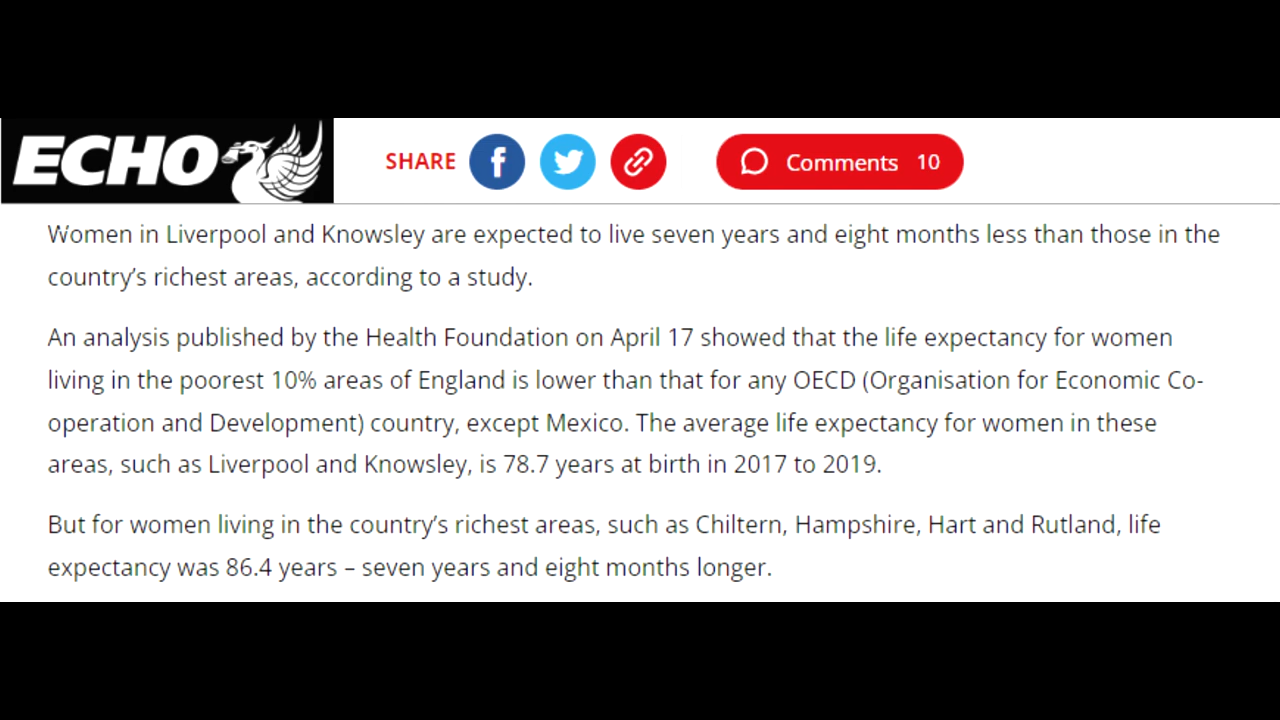 ECHO
SHARE
Comments 10
Women in Liverpool and Knowsley are expected to live seven years and eight months less than those in the
country’s richest areas, according to a study.
An analysis published by the Health Foundation on April 17 showed that the life expectancy for women
living in the poorest 10% areas of England is lower than that for any OECD (Organisation for Economic Co-
operation and Development) country, except Mexico. The average life expectancy for women in these
areas, such as Liverpool and Knowsley, is 78.7 years at birth in 2017 to 2019.
But for women living in the country’s richest areas, such as Chiltern, Hampshire, Hart and Rutland, life
expectancy was 86.4 years – seven years and eight months longer.